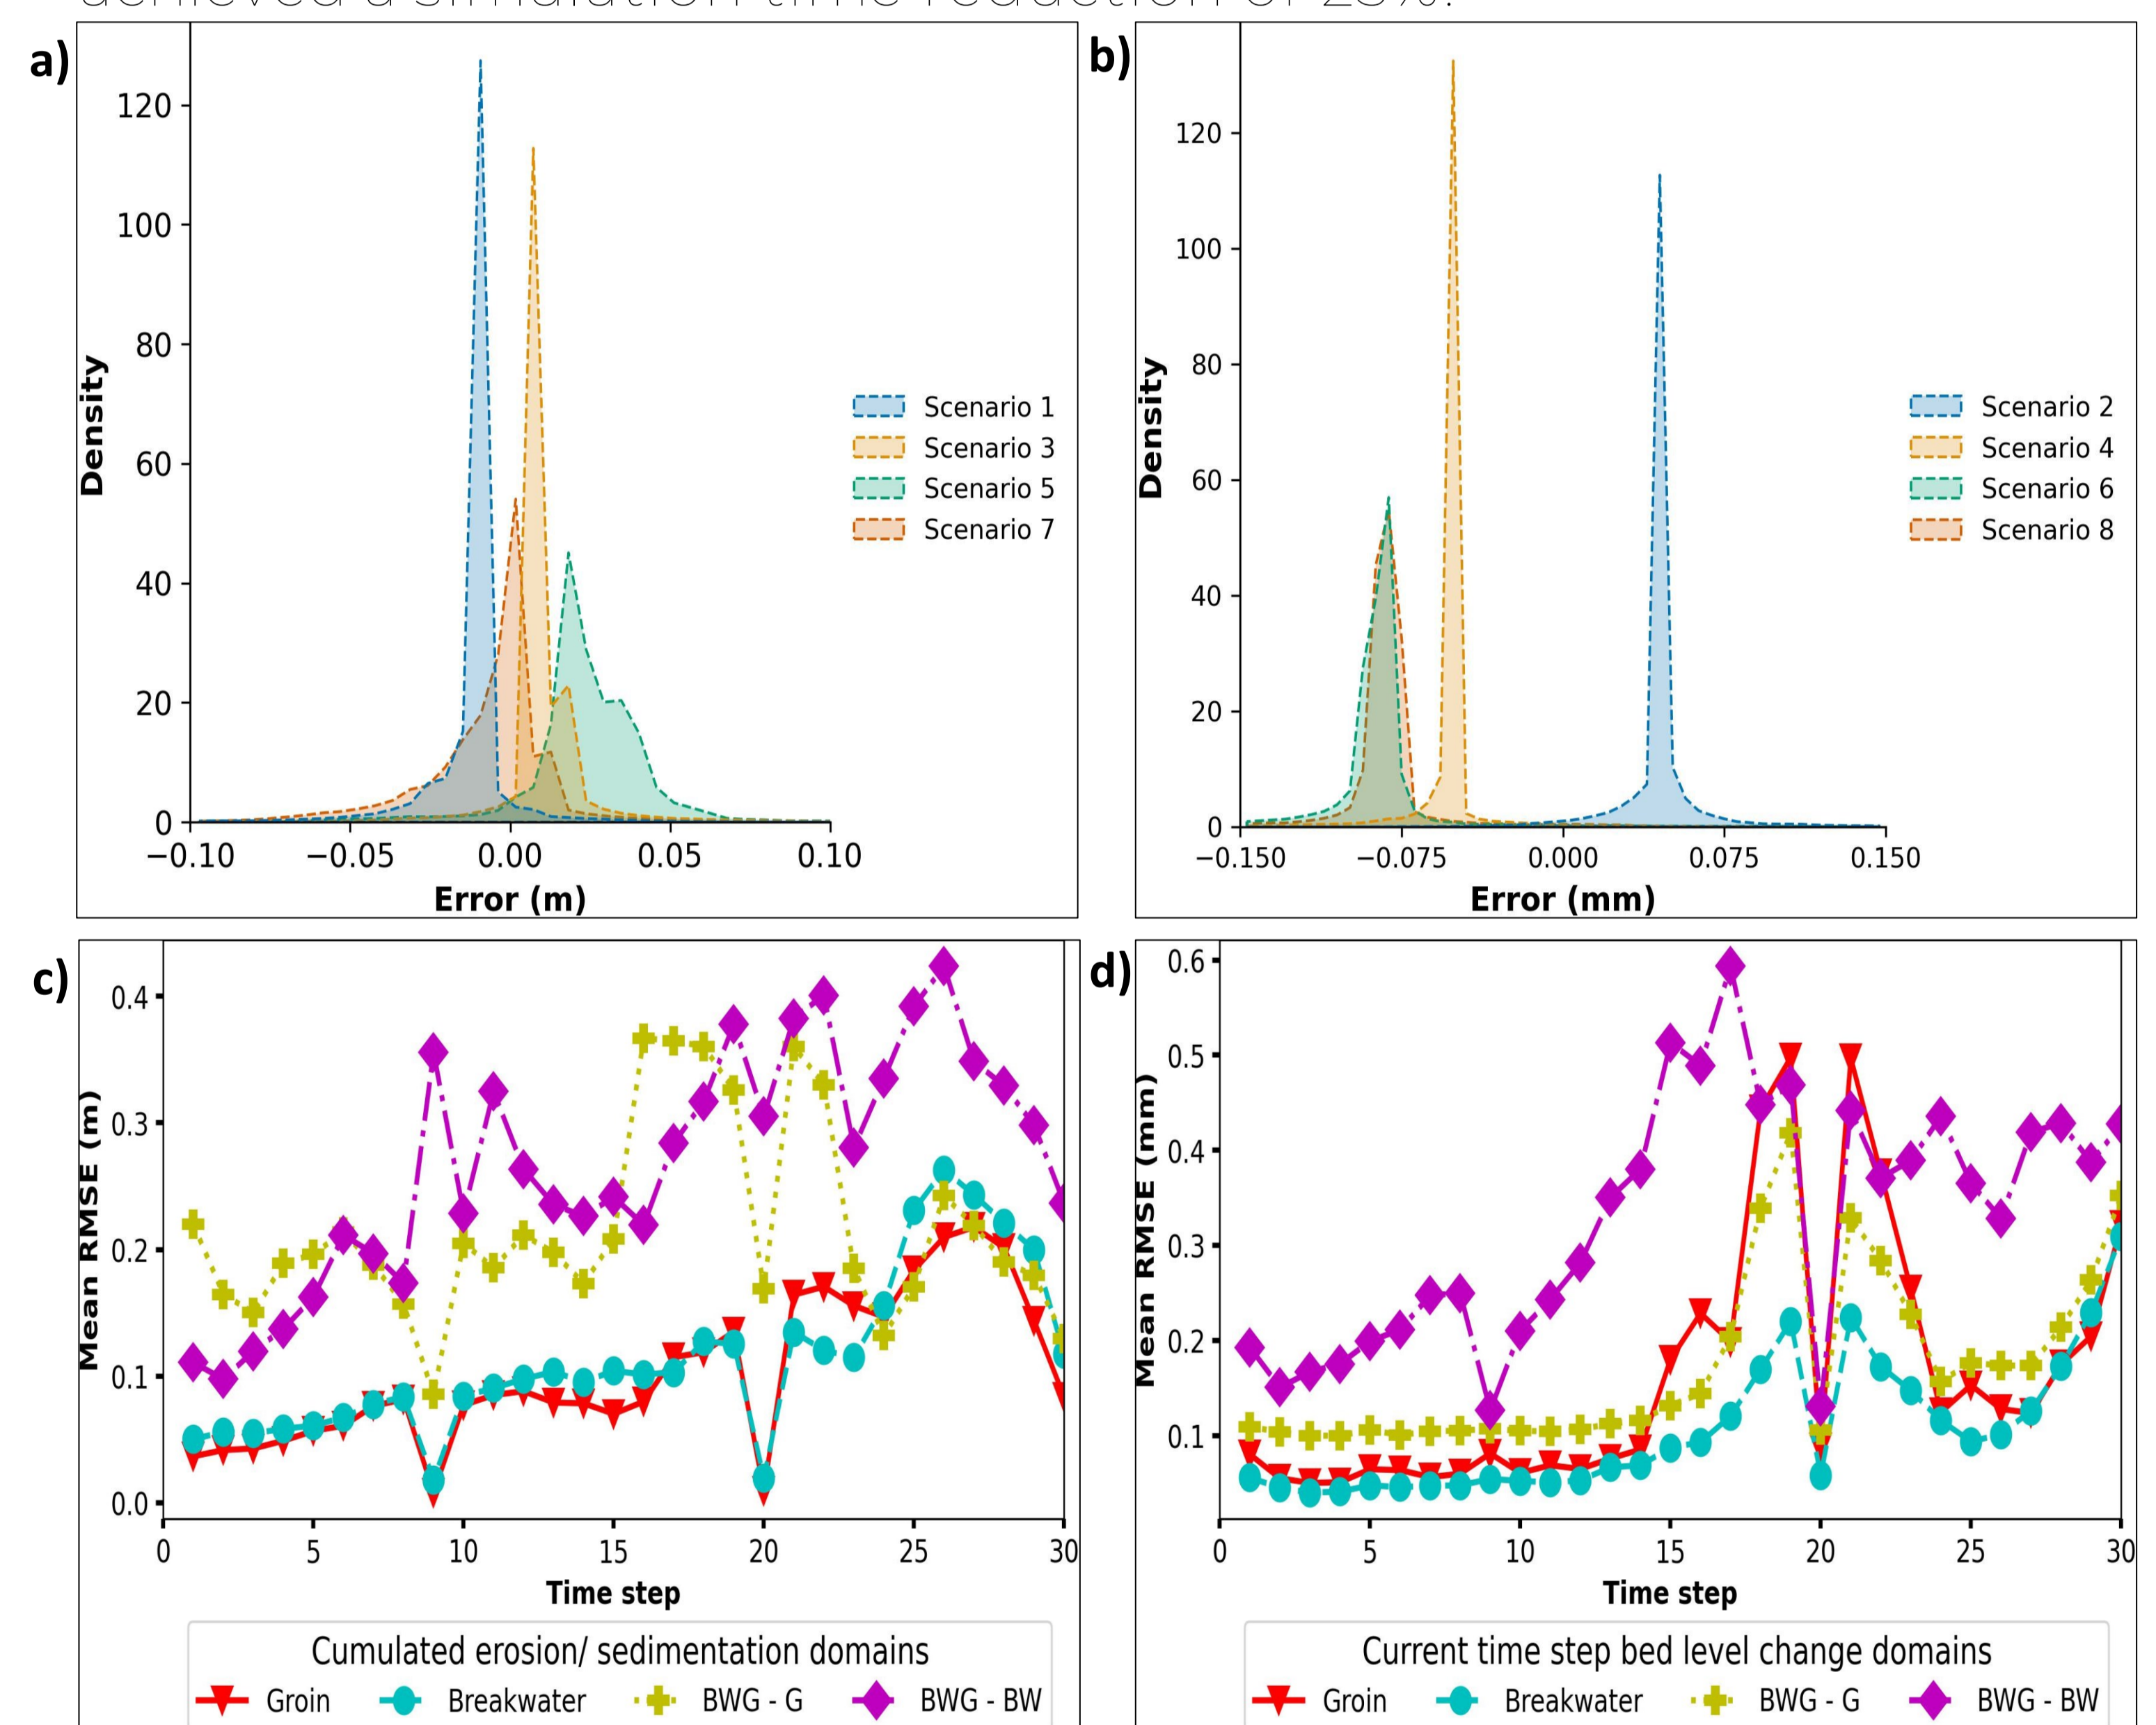 achieved a simulation time reduction of 28%.
a)
120
100
80
60
40
20
0
Density
−0.10
−0.05
0.00
0.05
0.10
Error (m)
Scenario 1
Scenario 3
Scenario 5
Scenario 7
b)
120
100
80
60
40
20
0
Density
−0.150
−0.075
0.000
0.075
0.150
Error (mm)
Scenario 2
Scenario 4
Scenario 6
Scenario 8
c)
0.4
0.3
0.2
0.1
0.0
Mean RMSE (m)
0
5
10
15
20
25
30
Time step
Cumulated erosion/ sedimentation domains
Groin
Breakwater
BWG - G
BWG - BW
d)
0.6
0.5
0.4
0.3
0.2
0.1
Mean RMSE (mm)
0
5
10
15
20
25
30
Time step
Current time step bed level change domains
Groin
Breakwater
BWG - G
BWG - BW